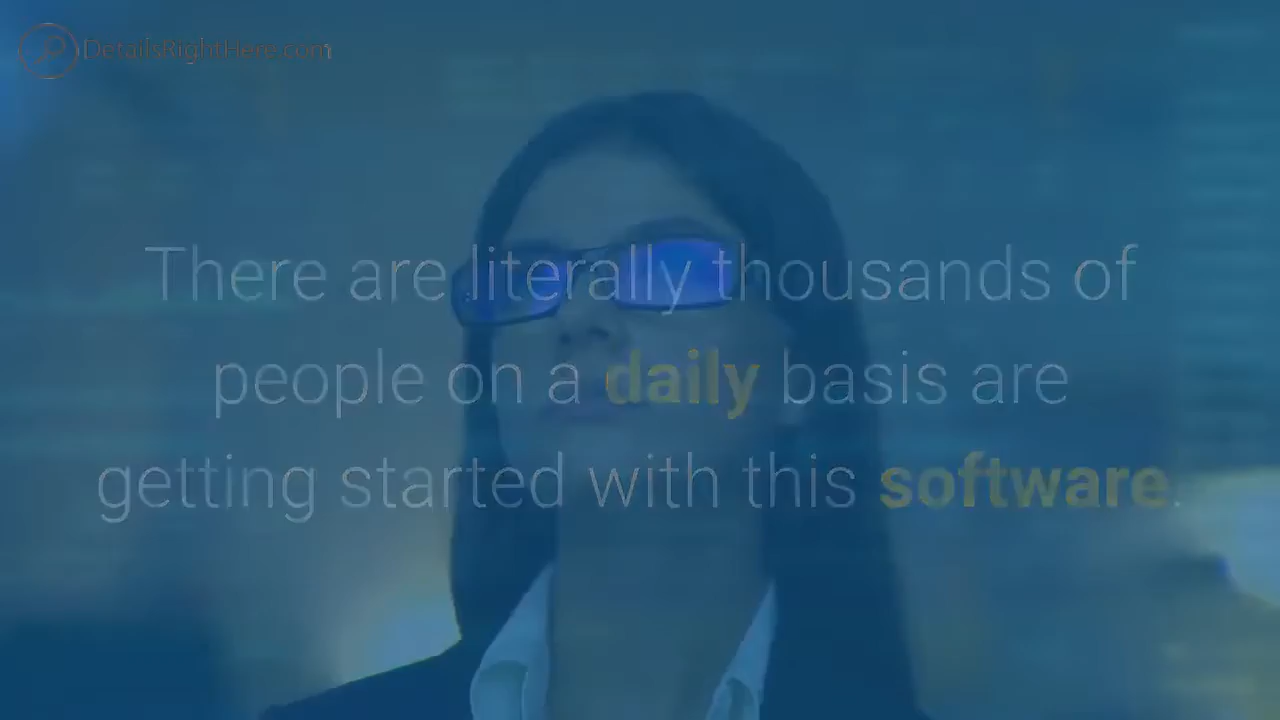 DetailsRightHere.com
There are literally thousands of
people on a daily basis are
getting started with this software.